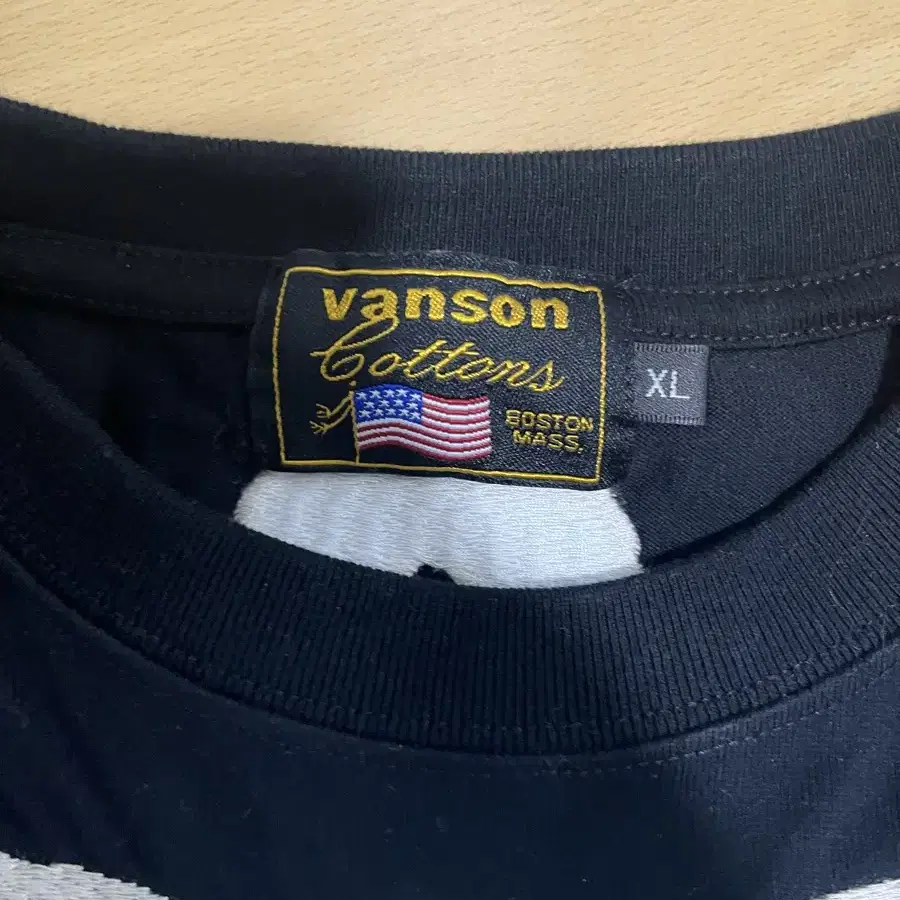 vanson
Cottons
BOSTON
MASS.
XL